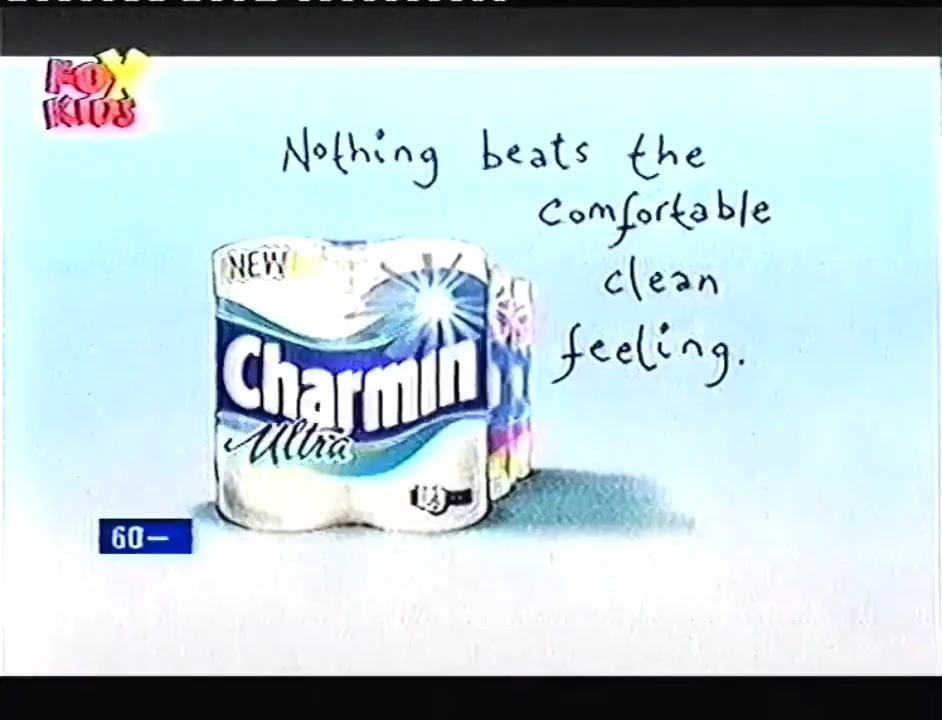 FOX
KIDS
Nothing beats the
comfortable
clean
feeling.
NEW
Charmin
Ultra
60—